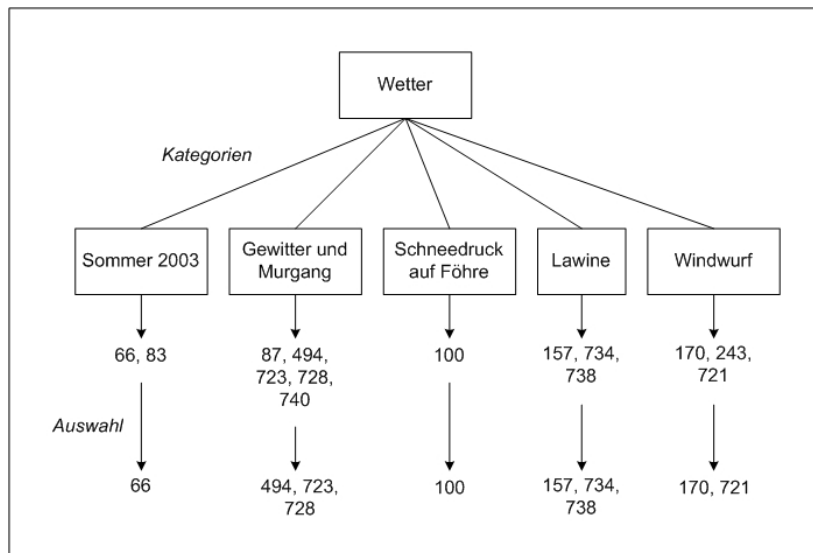 Wetter
Kategorien
Sommer 2003
Gewitter und
Murgang
Schneedruck
auf Föhre
Lawine
Windwurf
66, 83
87, 494,
723, 728,
740
100
157, 734,
738
170, 243,
721
Auswahl
66
494, 723,
728
100
157, 734,
738
170, 721